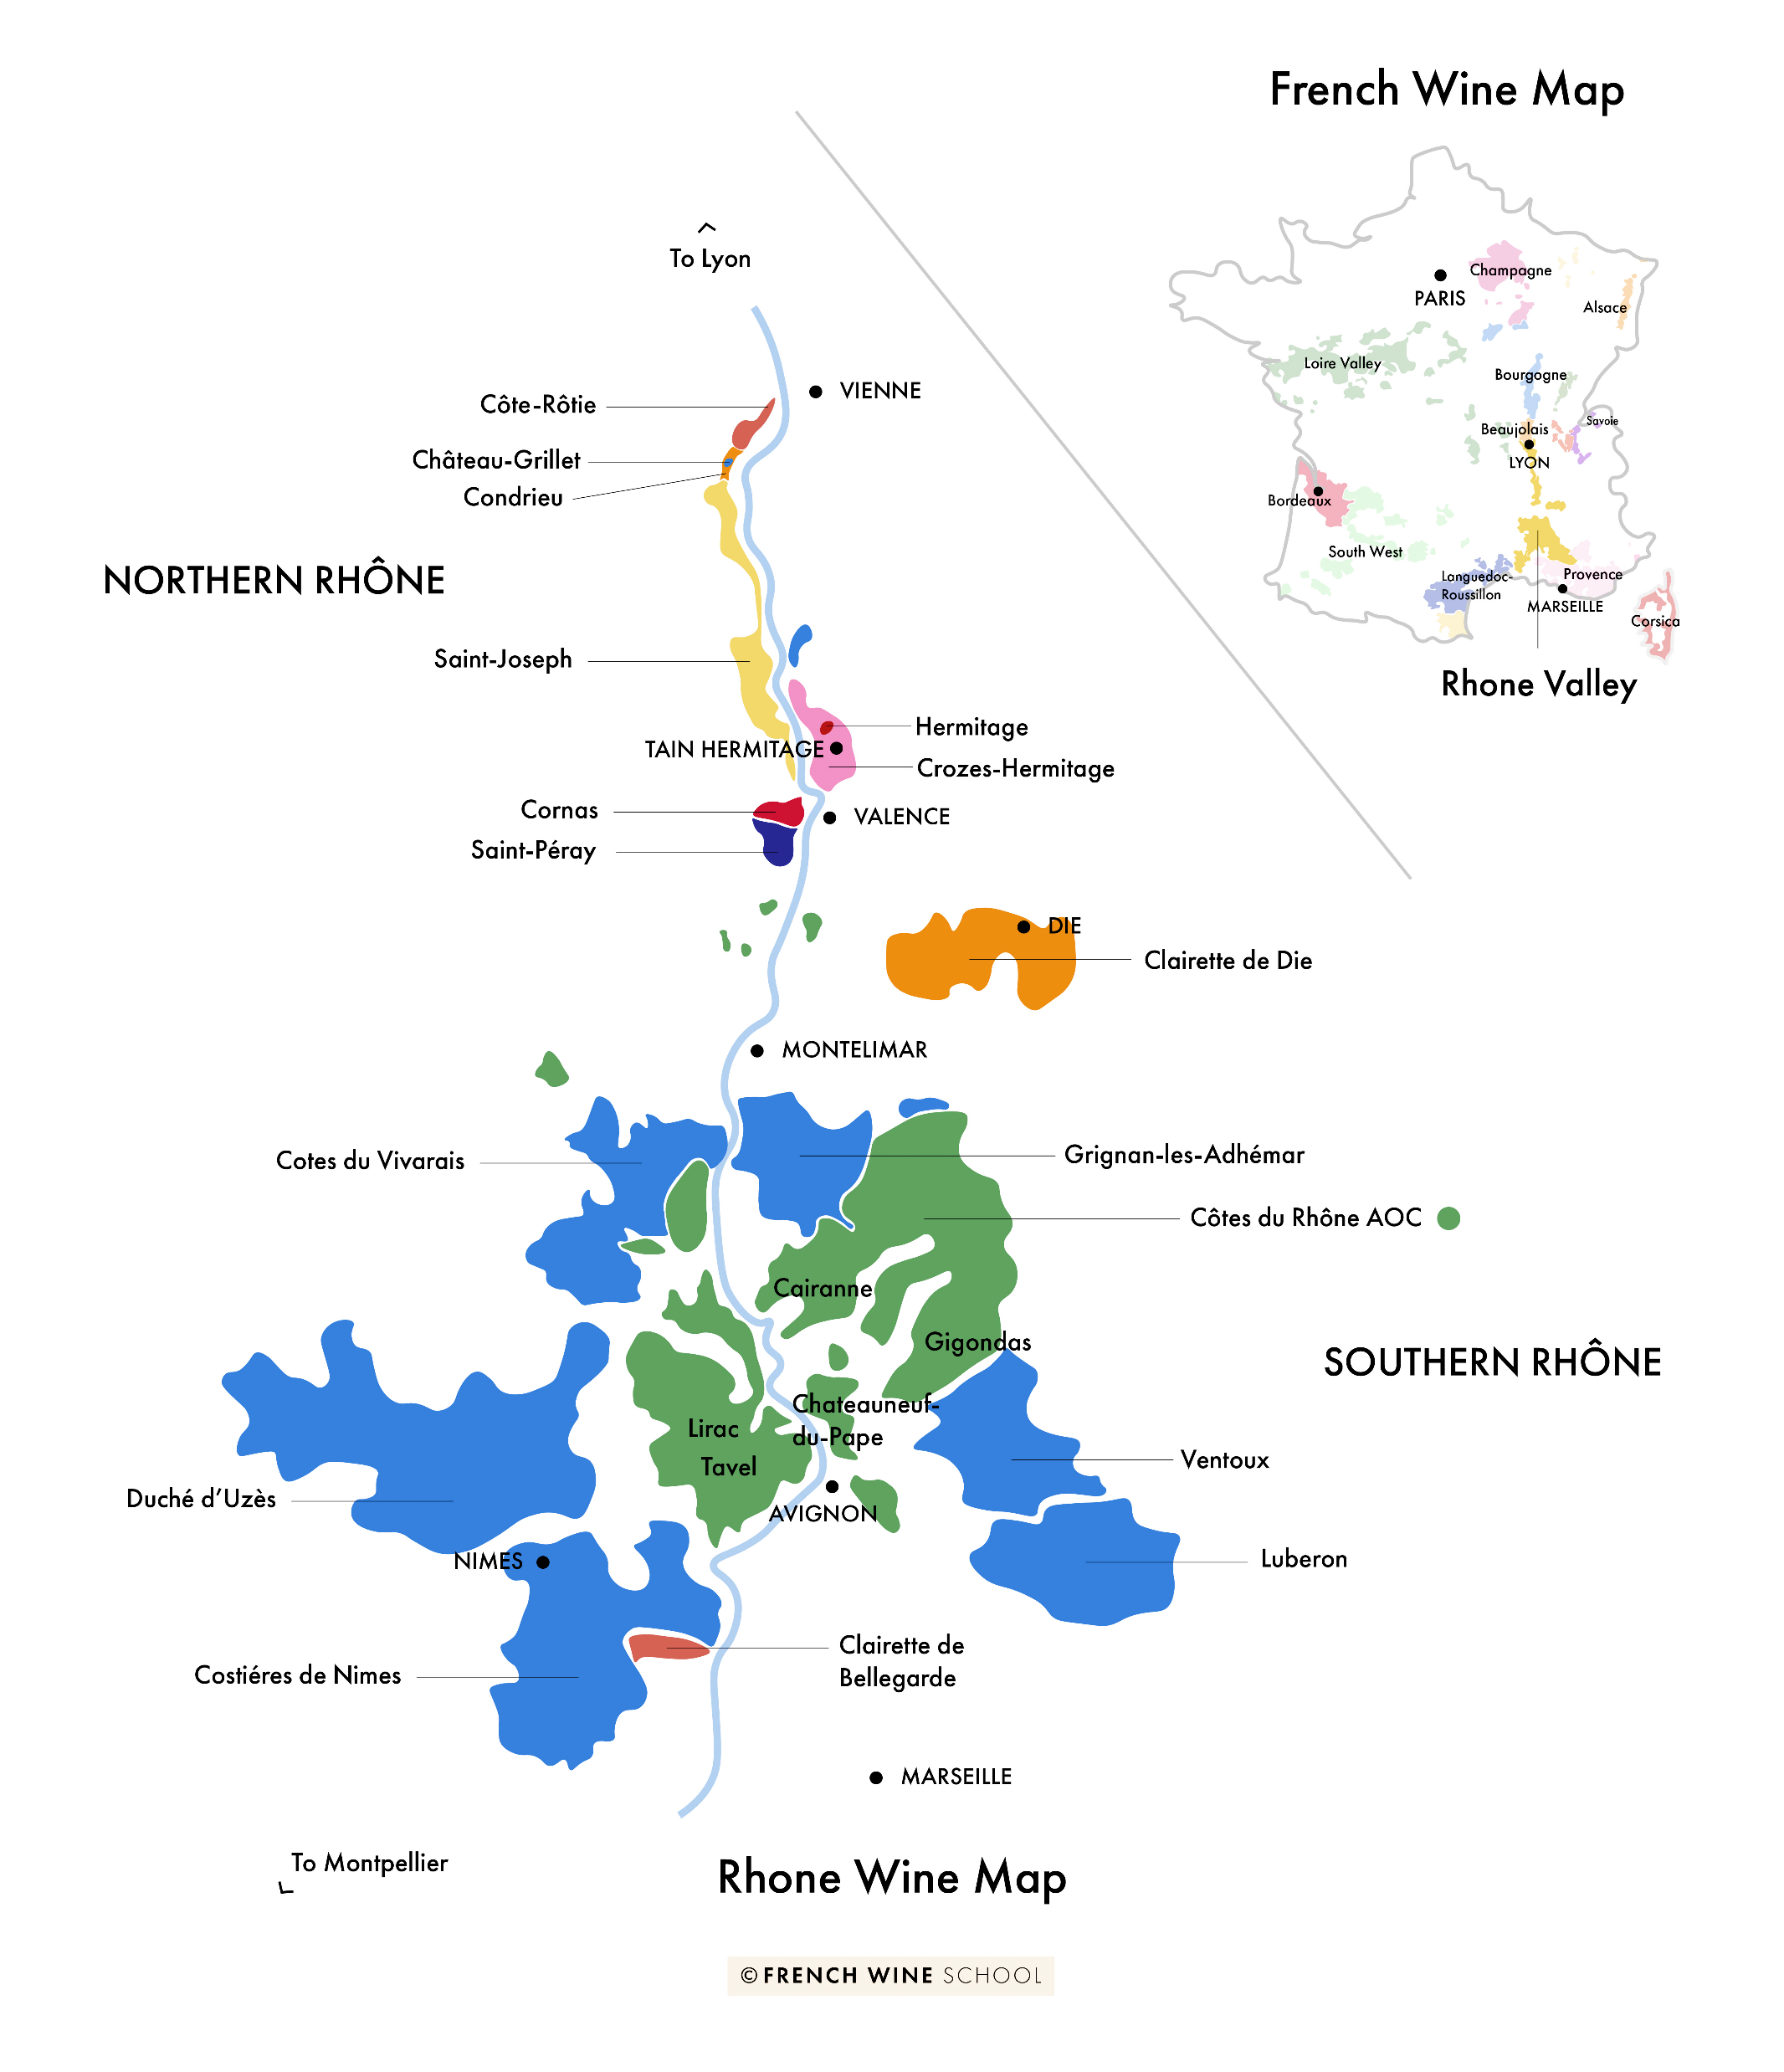 French Wine Map
PARIS
Champagne
Alsace
Loire Valley
Bourgogne
Beaujolais
Savoie
LYON
Bordeaux
South West
Languedoc-
Roussillon
Provence
MARSEILLE
Corsica
Rhone Valley
To Lyon
VIENNE
Côte-Rôtie
Château-Grillet
Condrieu
NORTHERN RHÔNE
Saint-Joseph
Hermitage
TAIN HERMITAGE
Crozes-Hermitage
Cornas
VALENCE
Saint-Péray
DIE
Clairette de Die
MONTELIMAR
Cotes du Vivarais
Grignan-les-Adhémar
Côtes du Rhône AOC
Cairanne
Gigondas
SOUTHERN RHÔNE
Chateauneuf-
du-Pape
Lirac
Tavel
Ventoux
Duché d’Uzès
AVIGNON
NIMES
Luberon
Clairette de
Bellegarde
Costiéres de Nimes
MARSEILLE
To Montpellier
Rhone Wine Map
© FRENCH WINE SCHOOL